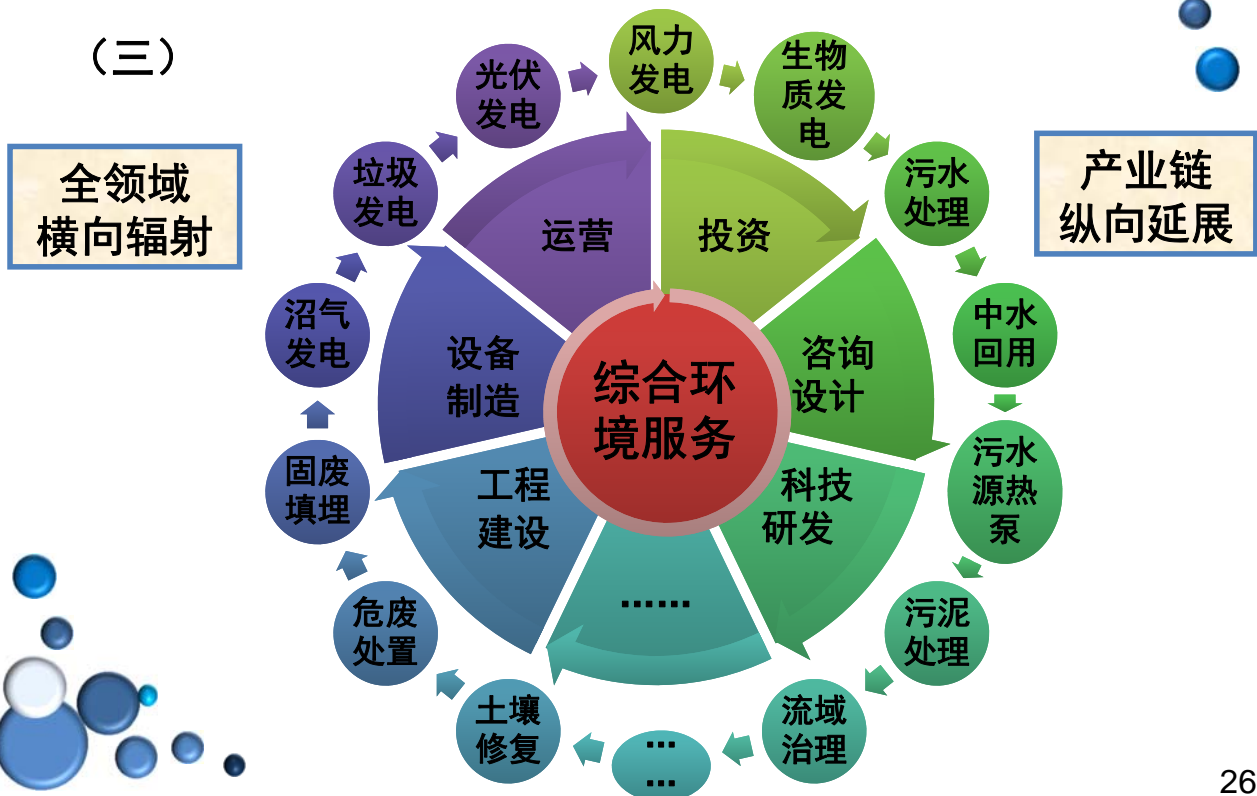 （三）
全领域
横向辐射
产业链
纵向延展
风力
发电
生物
质发
电
污水
处理
中水
回用
污水
源热
泵
污泥
处理
流域
治理
...
...
土壤
修复
危废
处置
固废
填埋
沼气
发电
垃圾
发电
光伏
发电
投资
咨询
设计
科技
研发
......
工程
建设
设备
制造
运营
综合环
境服务
26